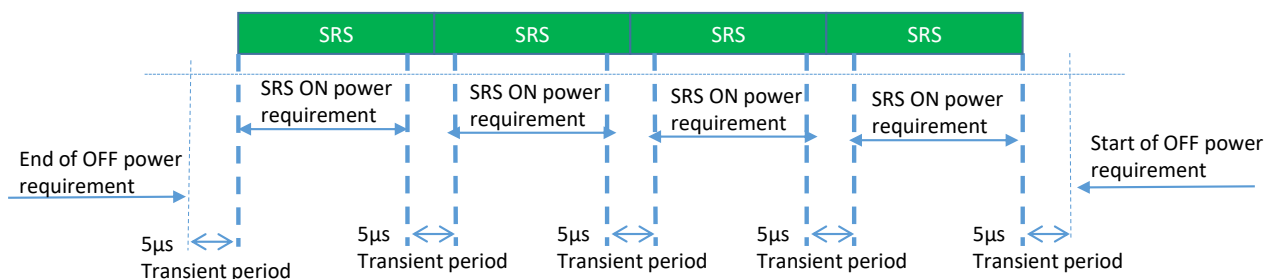 SRS SRS SRS SRS
SRS ON power
requirement
SRS ON power
requirement
SRS ON power
requirement
SRS ON power
requirement
End of OFF power
requirement
Start of OFF power
requirement
5µs
Transient period
5µs
Transient period
5µs
Transient period
5µs
Transient period
5µs
Transient period